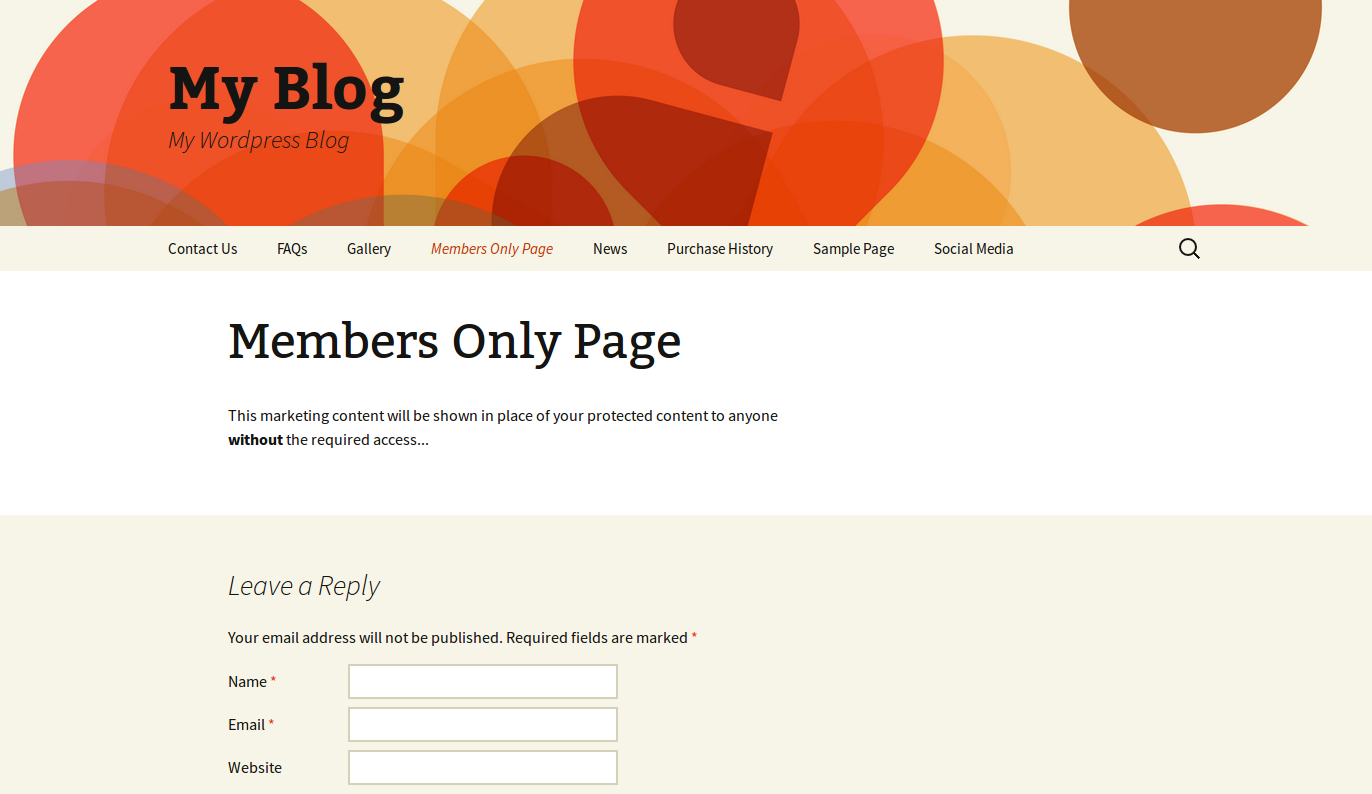 My Blog
My Wordpress Blog
Contact Us FAQs Gallery Members Only Page News Purchase History Sample Page Social Media
Members Only Page
This marketing content will be shown in place of your protected content to anyone
without the required access...
Leave a Reply
Your email address will not be published. Required fields are marked *
Name *
Email *
Website